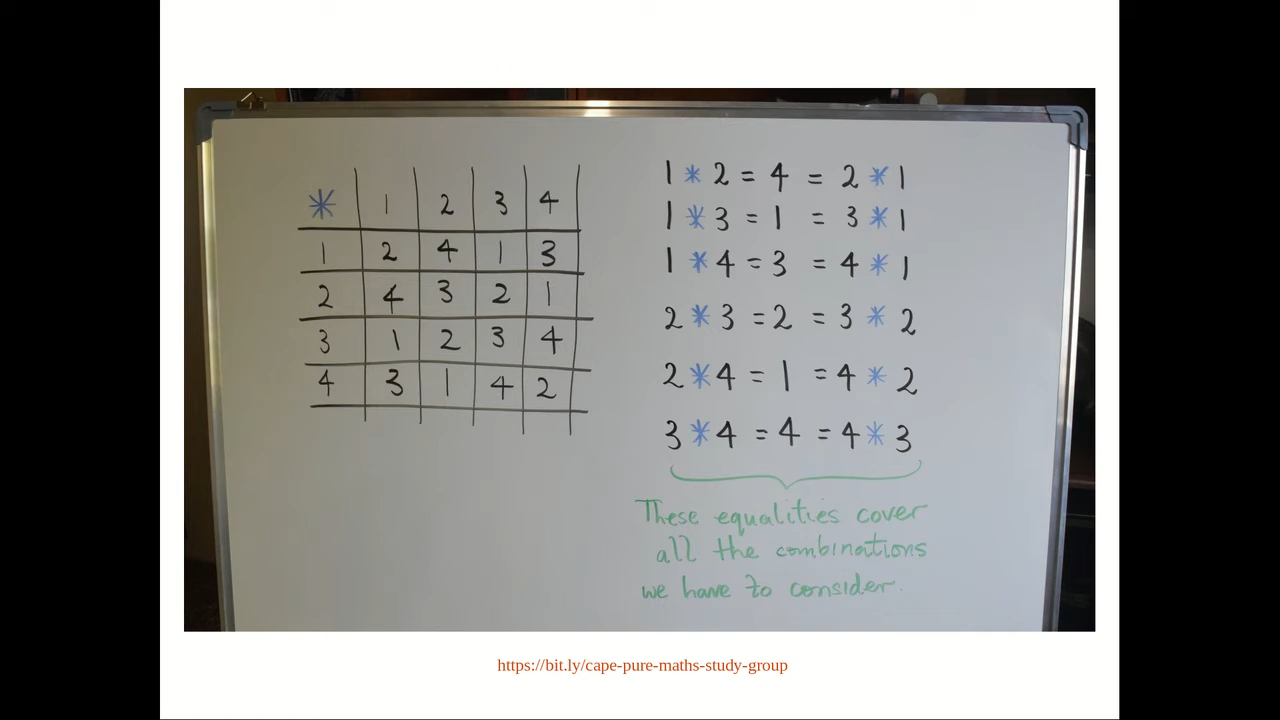 * 1 2 3 4
1 2 4 1 3
2 4 3 2 1
3 1 2 3 4
4 3 1 4 2
1 * 2 = 4 = 2 * 1
1 * 3 = 1 = 3 * 1
1 * 4 = 3 = 4 * 1
2 * 3 = 2 = 3 * 2
2 * 4 = 1 = 4 * 2
3 * 4 = 4 = 4 * 3
These equalities cover
all the combinations
we have to consider.
https://bit.ly/cape-pure-maths-study-group